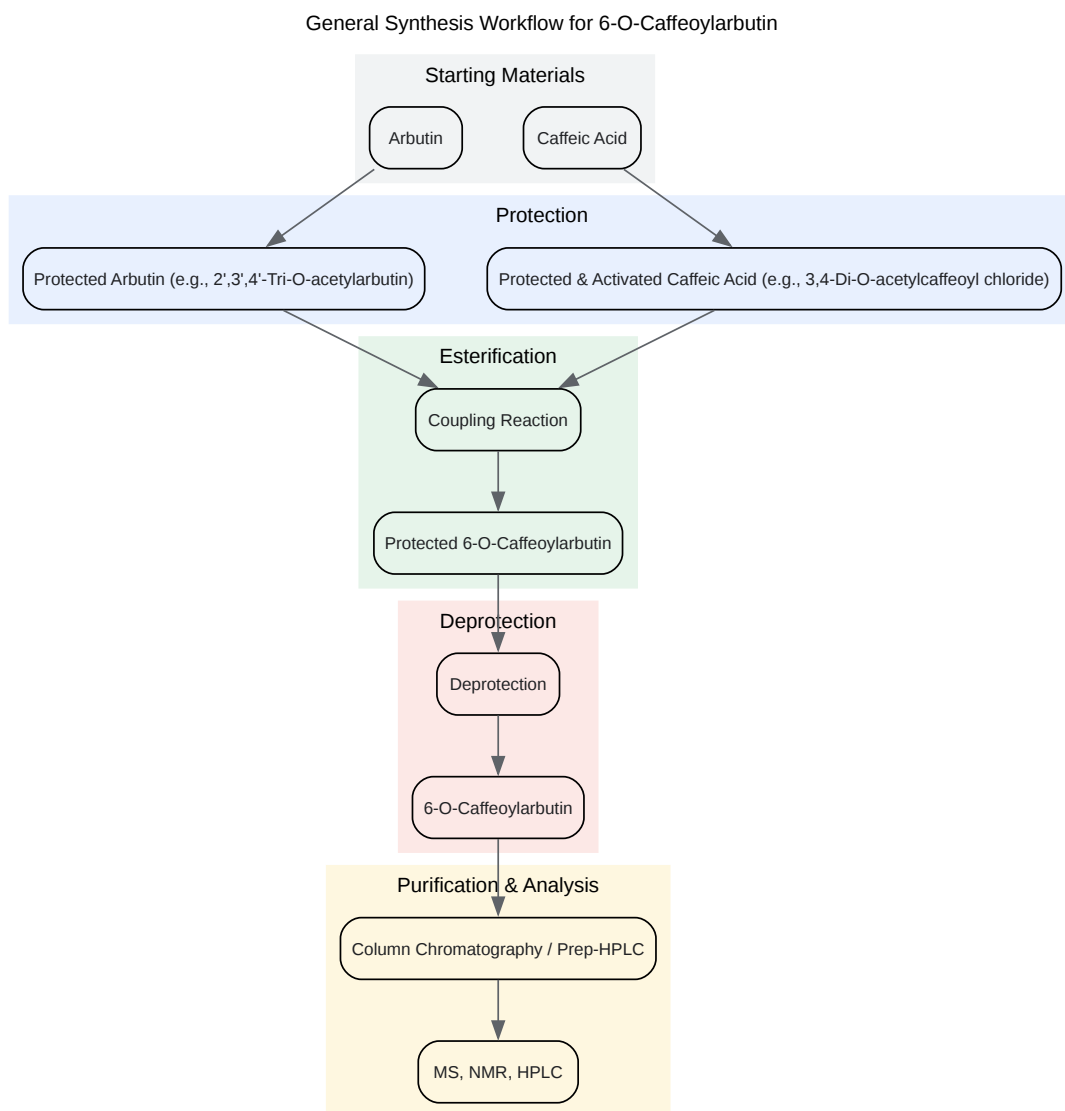 General Synthesis Workflow for 6-O-Caffeoylarbutin
Starting Materials
Arbutin
Caffeic Acid
Protection
Protected Arbutin (e.g., 2',3',4'-Tri-O-acetylarbutin)
Protected & Activated Caffeic Acid (e.g., 3,4-Di-O-acetylcaffeoyl chloride)
Esterification
Coupling Reaction
Protected 6-O-Caffeoylarbutin
Deprotection
Deprotection
6-O-Caffeoylarbutin
Purification & Analysis
Column Chromatography / Prep-HPLC
MS, NMR, HPLC